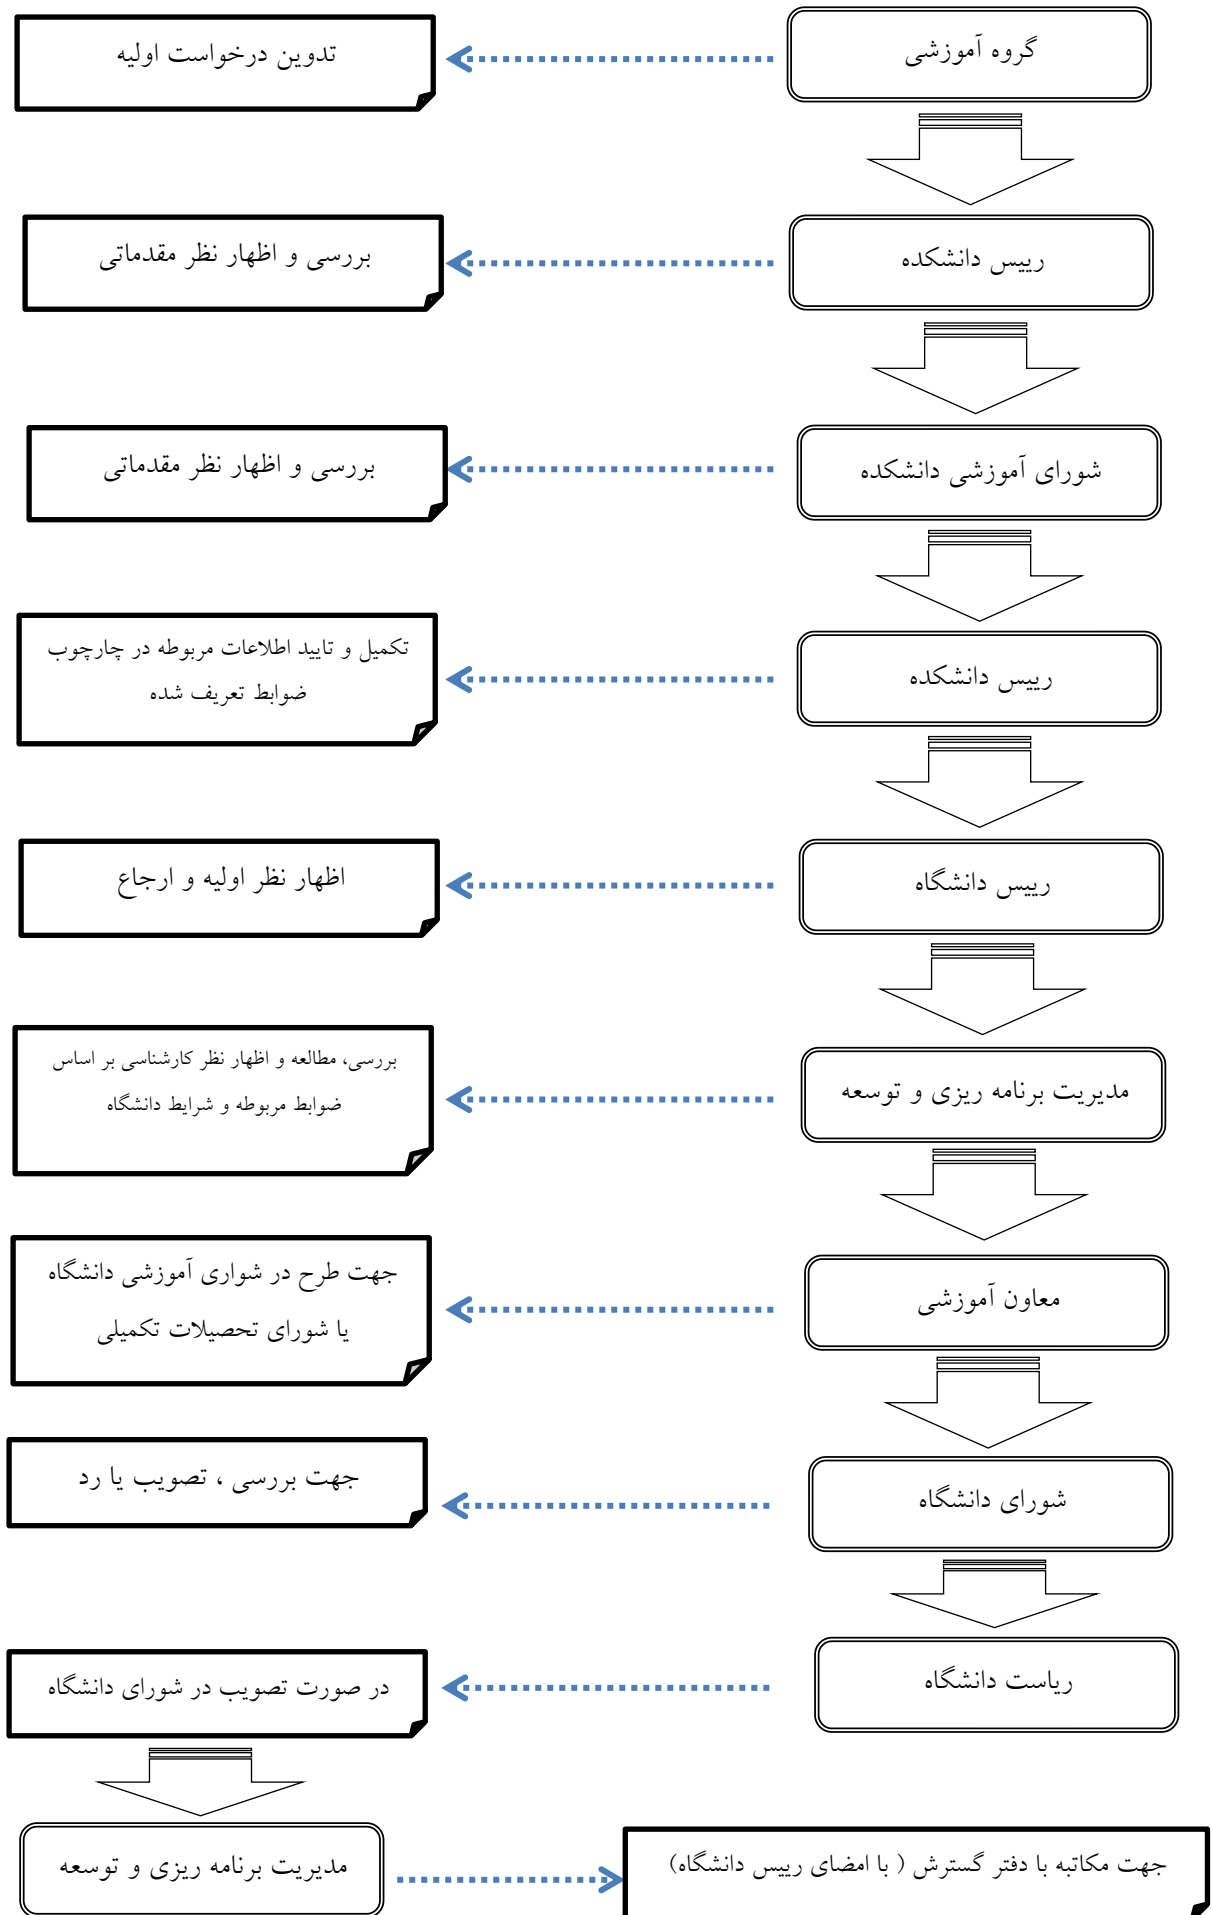 گروه آموزشی
تدوین درخواست اولیه
رییس دانشکده
بررسی و اظهار نظر مقدماتی
شورای آموزشی دانشکده
بررسی و اظهار نظر مقدماتی
رییس دانشکده
تکمیل و تایید اطلاعات مربوطه در چارچوب
ضوابط تعریف شده
رییس دانشگاه
اظهار نظر اولیه و ارجاع
مدیریت برنامه ریزی و توسعه
بررسی، مطالعه و اظهار نظر کارشناسی بر اساس
ضوابط مربوطه و شرایط دانشگاه
معاون آموزشی
جهت طرح در شواری آموزشی دانشگاه
یا شورای تحصیلات تکمیلی
شورای دانشگاه
جهت بررسی ، تصویب یا رد
ریاست دانشگاه
در صورت تصویب در شورای دانشگاه
مدیریت برنامه ریزی و توسعه
جهت مکاتبه با دفتر گسترش ( با امضای رییس دانشگاه)